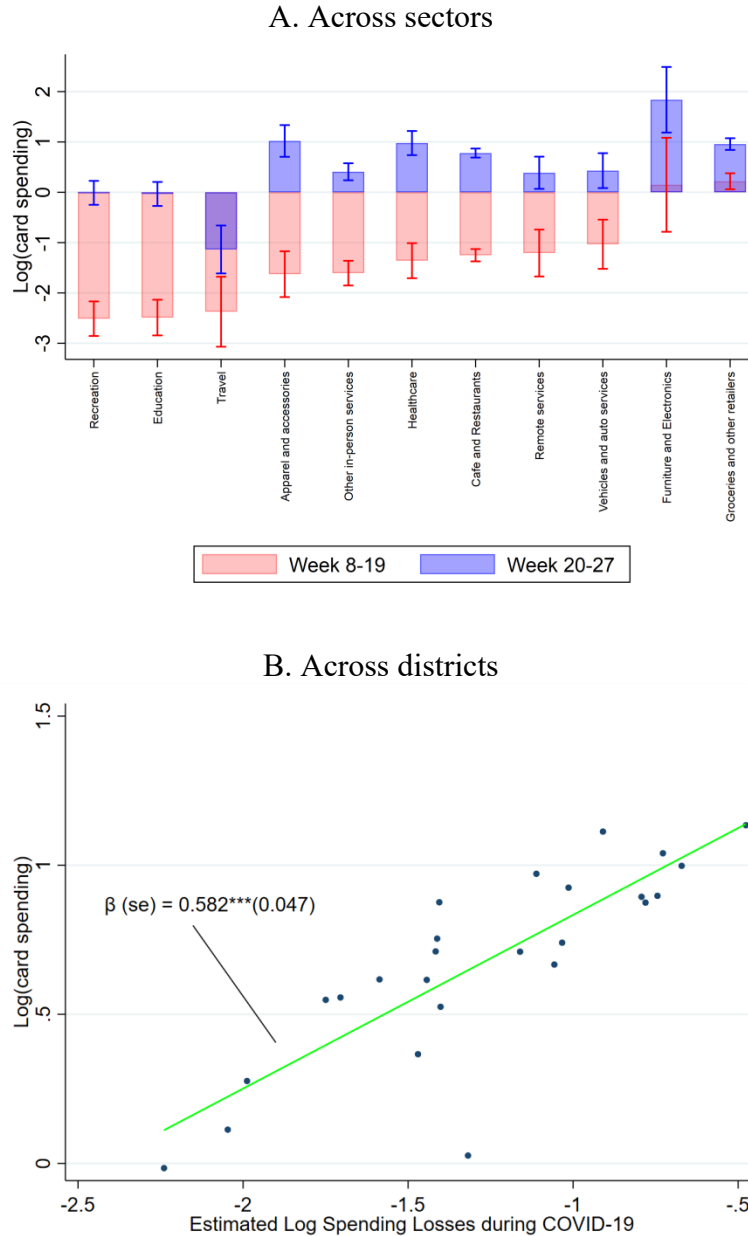 A. Across sectors
Log(card spending)
2
1
0
-1
-2
-3
Recreation
Education
Travel
Apparel and accessories
Other in-person services
Healthcare
Cafe and Restaurants
Remote services
Vehicles and auto services
Furniture and Electronics
Groceries and other retailers
Week 8-19
Week 20-27
B. Across districts
Log(card spending)
1.5
1
.5
0
β (se) = 0.582***(0.047)
-2.5
-2
-1.5
-1
-.5
Estimated Log Spending Losses during COVID-19